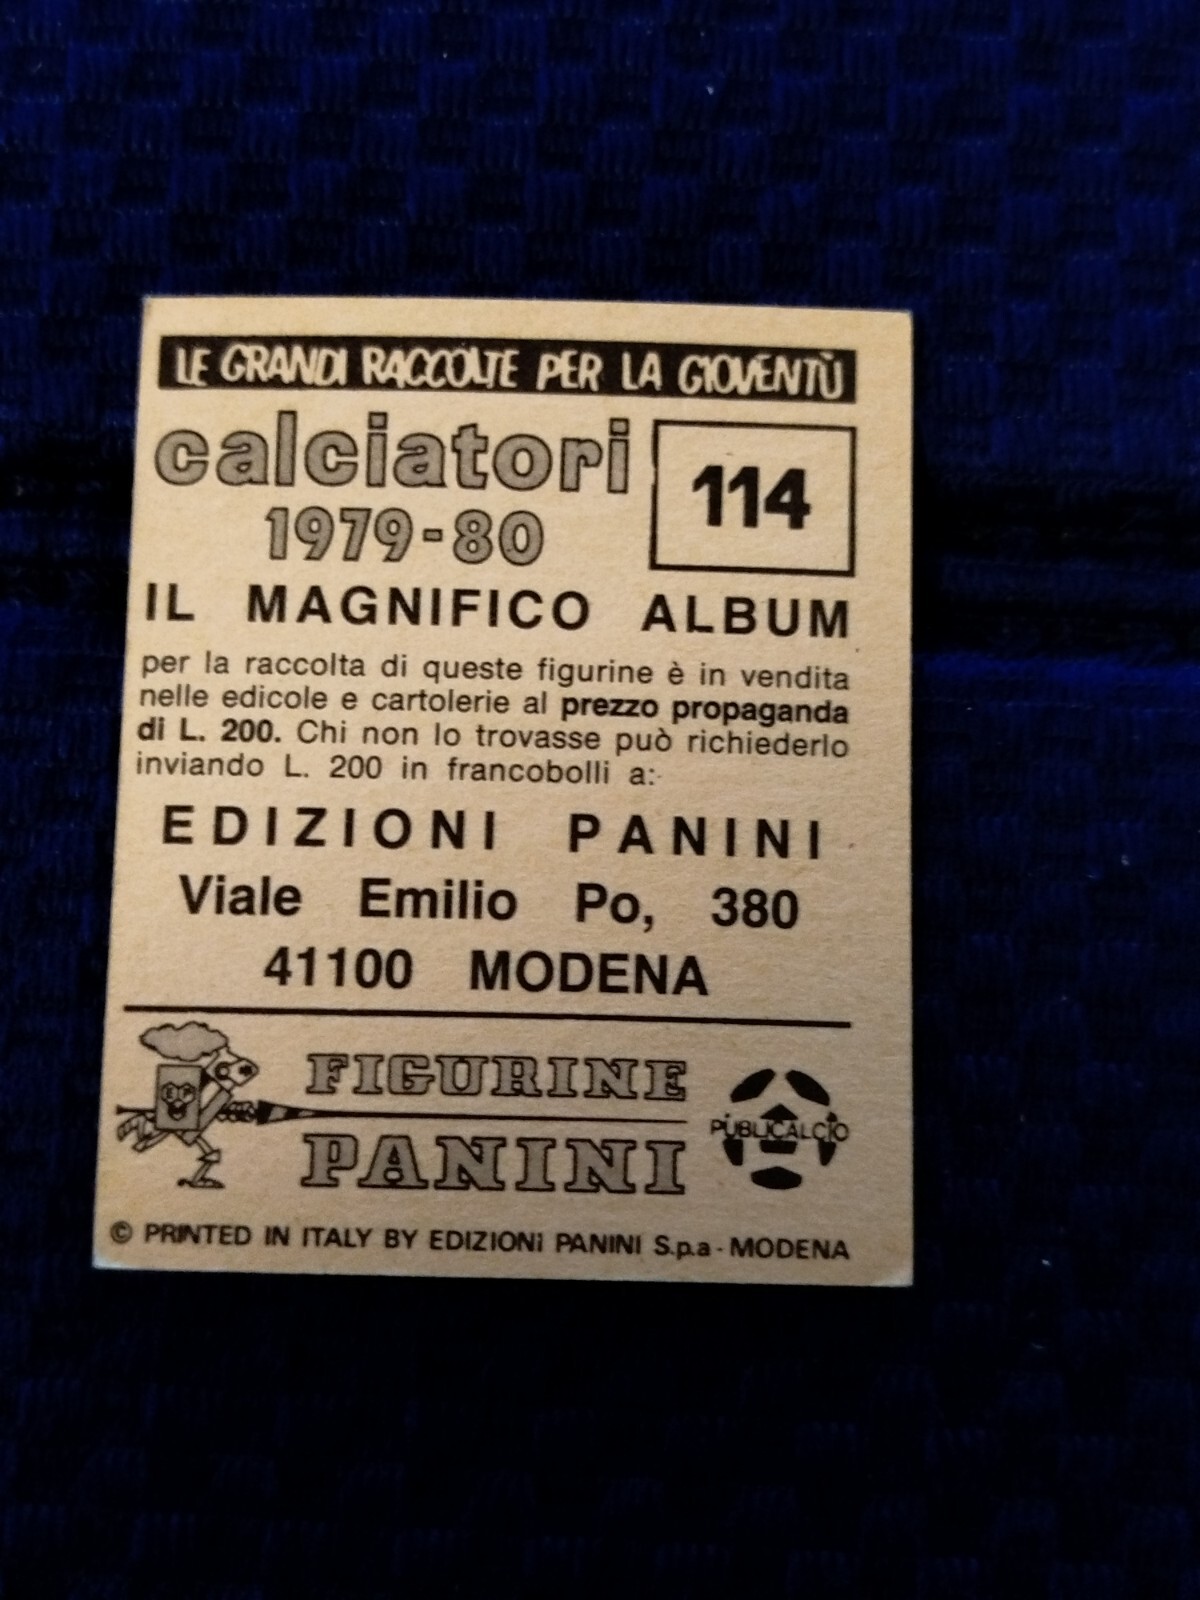 LE GRANDI RACCOLTE PER LA GIOVENTÙ
calciatori
1979-80
114
IL MAGNIFICO ALBUM
per la raccolta di queste figurine è in vendita
nelle edicole e cartolerie al prezzo propaganda
di L. 200. Chi non lo trovasse può richiederlo
inviando L. 200 in francobolli a:
EDIZIONI PANINI
Viale Emilio Po, 380
41100 MODENA
FIGURINE
PANINI
PUBLICALCIO
© PRINTED IN ITALY BY EDIZIONI PANINI S.p.a - MODENA